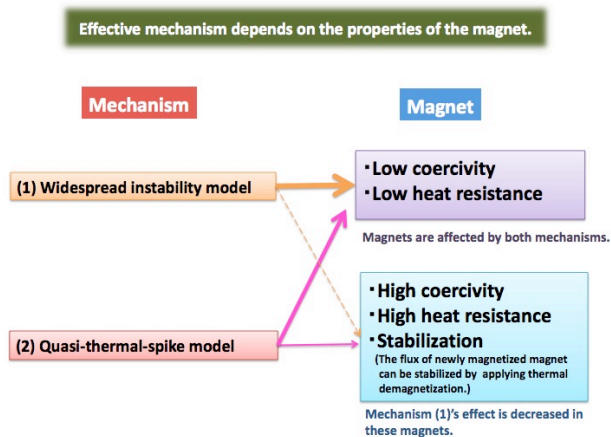 Effective mechanism depends on the properties of the magnet.
Mechanism
Magnet
(1) Widespread instability model
・Low coercivity
・Low heat resistance
Magnets are affected by both mechanisms.
(2) Quasi-thermal-spike model
・High coercivity
・High heat resistance
・Stabilization
(The flux of newly magnetized magnet
can be stabilized by applying thermal
demagnetization.)
Mechanism (1)'s effect is decreased in
these magnets.